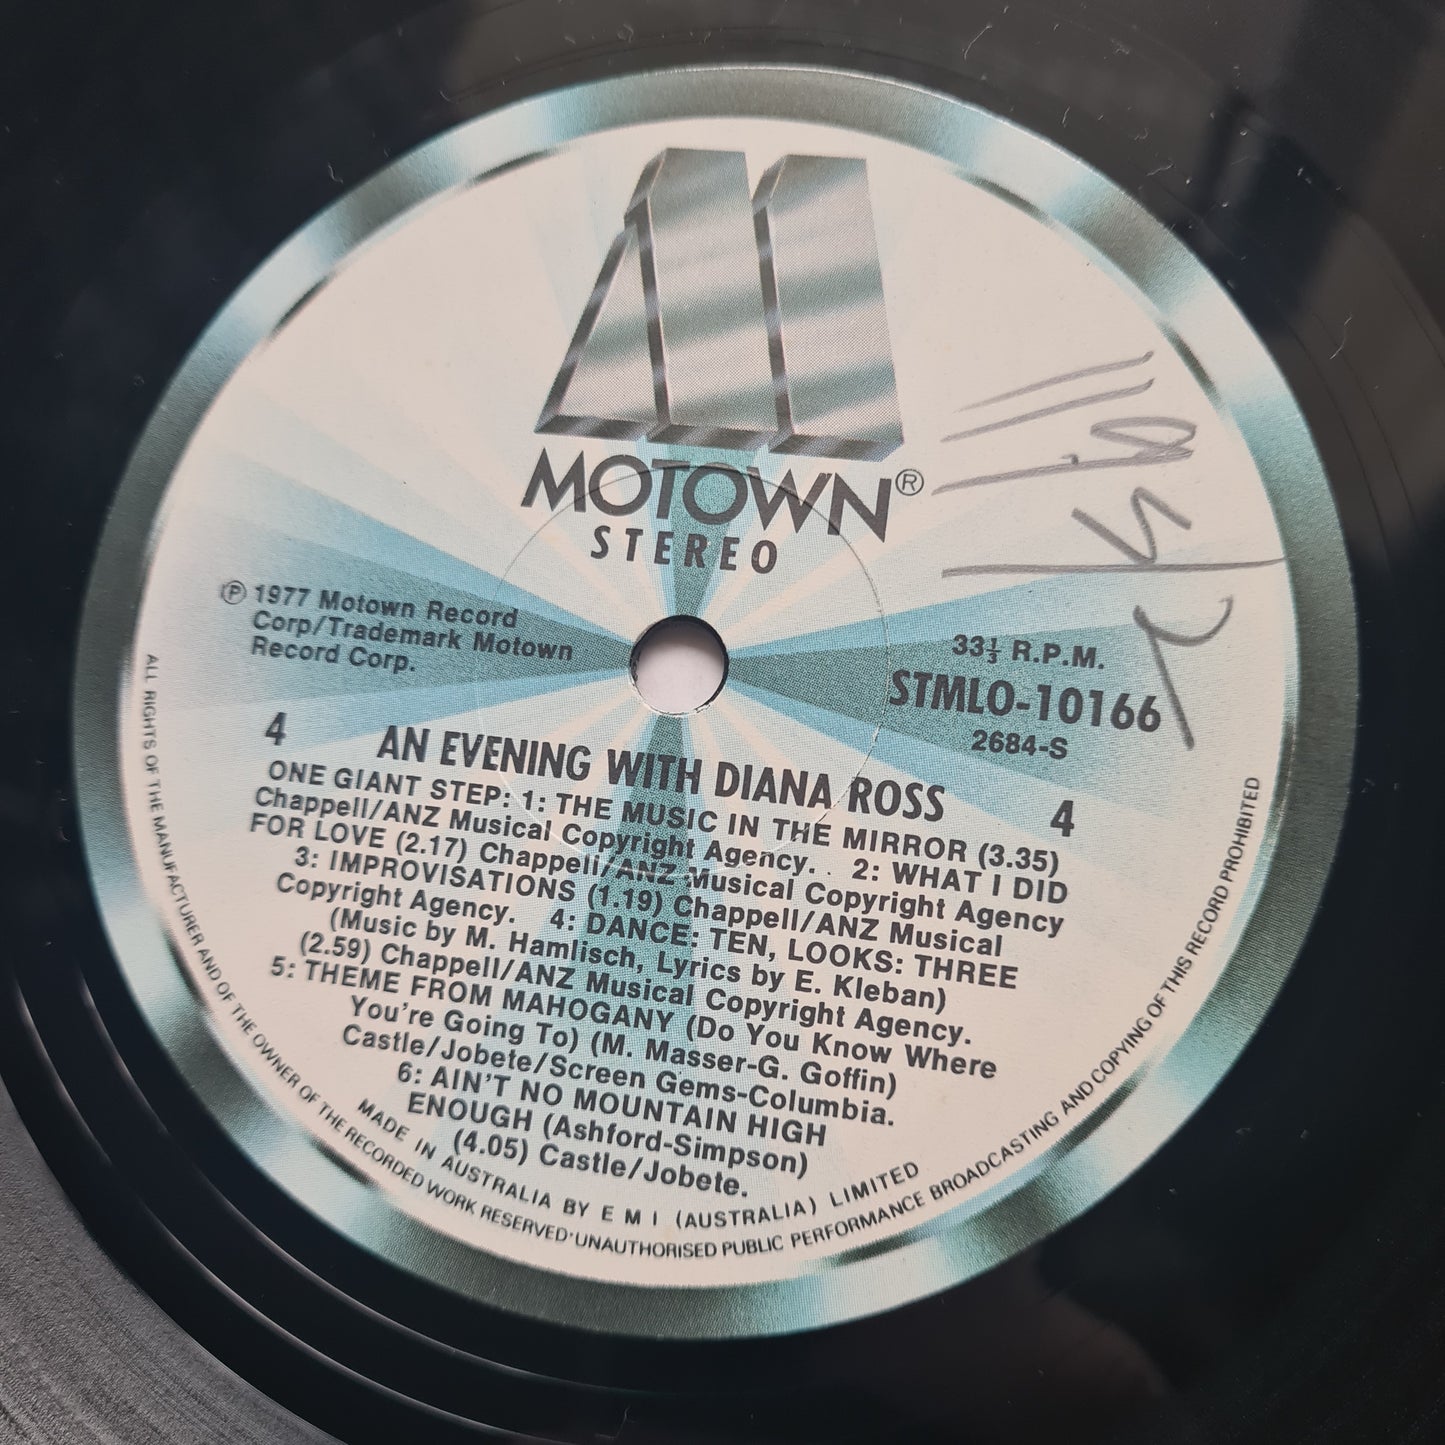 MOTOWN®
STEREO
℗ 1977 Motown Record
Corp/Trademark Motown
Record Corp.
33⅓ R.P.M.
STMLO-10166
2684-S
4 AN EVENING WITH DIANA ROSS 4
ONE GIANT STEP: 1: THE MUSIC IN THE MIRROR (3.35)
Chappell/ANZ Musical Copyright Agency. . 2: WHAT I DID
FOR LOVE (2.17) Chappell/ANZ Musical Copyright Agency
3: IMPROVISATIONS (1.19) Chappell/ANZ Musical
Copyright Agency. 4: DANCE: TEN, LOOKS: THREE
(Music by M. Hamlisch, Lyrics by E. Kleban)
(2.59) Chappell/ANZ Musical Copyright Agency.
5: THEME FROM MAHOGANY (Do You Know Where
You're Going To) (M. Masser-G. Goffin)
Castle/Jobete/Screen Gems-Columbia.
6: AIN'T NO MOUNTAIN HIGH
ENOUGH (Ashford-Simpson)
(4.05) Castle/Jobete.
MADE IN AUSTRALIA BY E M I (AUSTRALIA) LIMITED
ALL RIGHTS OF THE MANUFACTURER AND OF THE OWNER OF THE RECORDED WORK RESERVED·UNAUTHORISED PUBLIC PERFORMANCE BROADCASTING AND COPYING OF THIS RECORD PROHIBITED